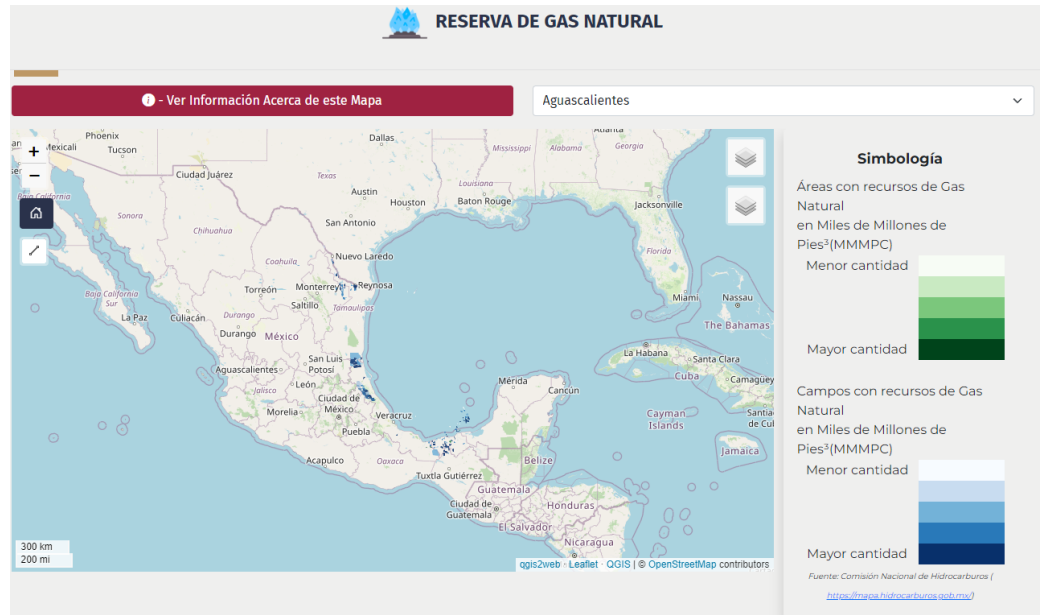 RESERVA DE GAS NATURAL
- Ver Información Acerca de este Mapa
Aguascalientes
Phoenix
Tucson
Mexicali
Dallas
Atlanta
Mississippi
Alabama
Georgia
Ciudad Juárez
Texas
Louisiana
Austin
Houston
Baton Rouge
Jacksonville
San Antonio
Baja California
Sonora
Chihuahua
Florida
Coahuila
Nuevo Laredo
Torreón
Monterrey
Reynosa
Saltillo
Tamaulipas
Baja California
Sur
La Paz
Culiacán
Durango
Durango
México
Miami
Nassau
The Bahamas
San Luis
Potosí
Aguascalientes
León
Jalisco
La Habana
Santa Clara
Cuba
Camagüey
Mérida
Cancún
Ciudad de
México
Morelia
Veracruz
Puebla
Cayman
Islands
Jamaica
Acapulco
Oaxaca
Tuxtla Gutiérrez
Belize
Guatemala
Ciudad de
Guatemala
Honduras
El Salvador
Nicaragua
+
−
300 km
200 mi
qgis2web · Leaflet · QGIS | © OpenStreetMap contributors
Simbología
Áreas con recursos de Gas
Natural
en Miles de Millones de
Pies³(MMMPC)
Menor cantidad
Mayor cantidad
Campos con recursos de Gas
Natural
en Miles de Millones de
Pies³(MMMPC)
Menor cantidad
Mayor cantidad
Fuente: Comisión Nacional de Hidrocarburos (
https://mapa.hidrocarburos.gob.mx/)